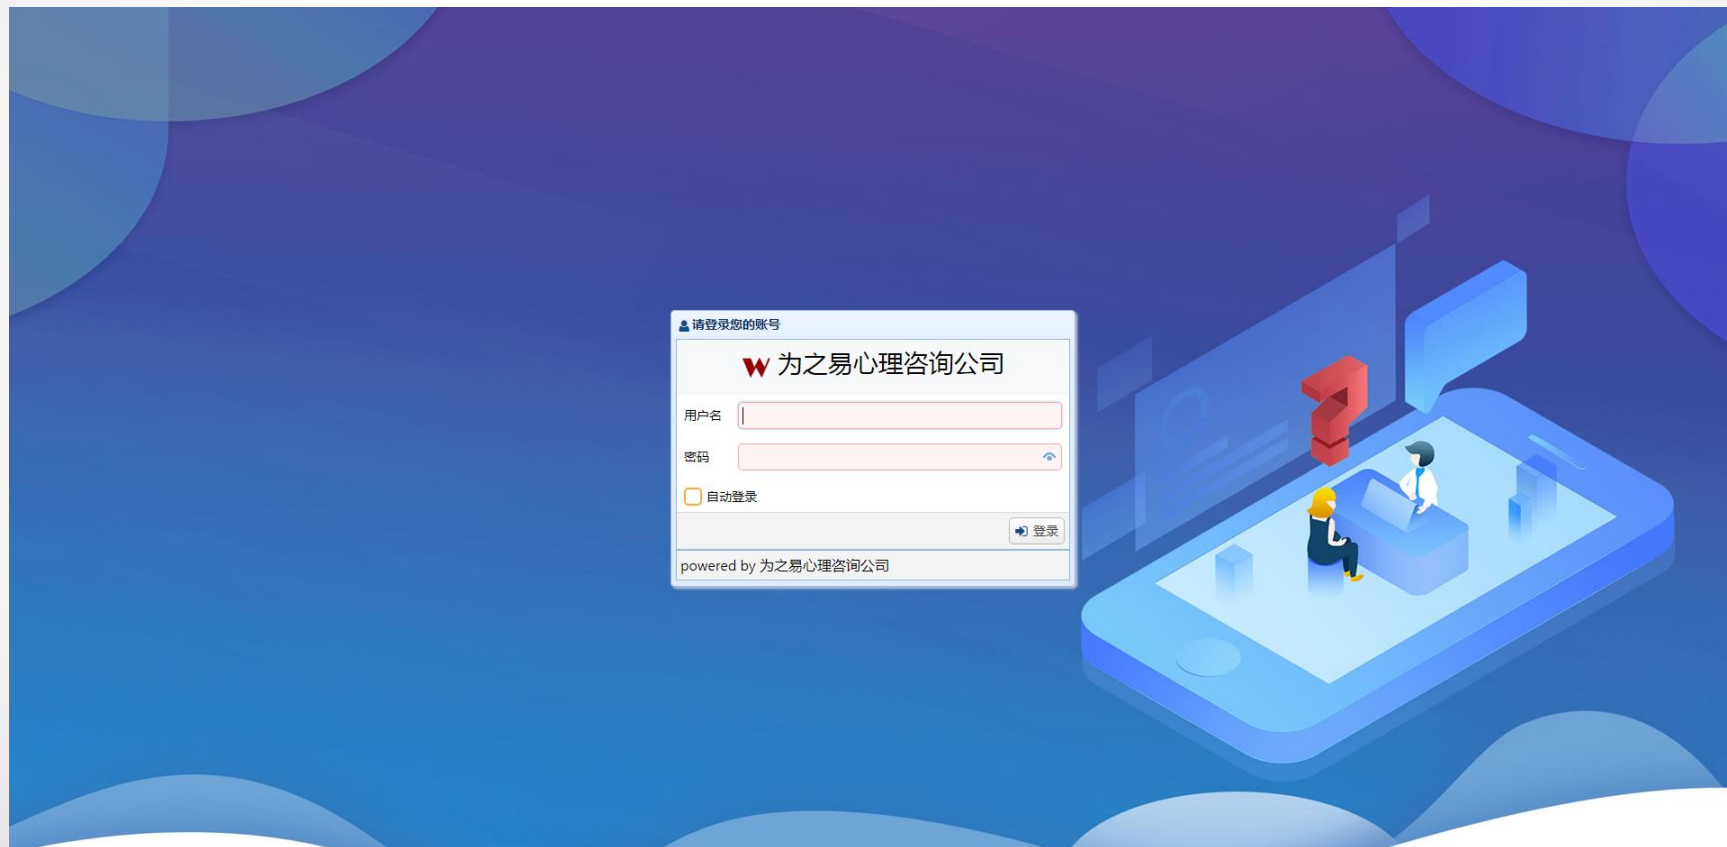 请登录您的账号
W 为之易心理咨询公司
用户名
密码
自动登录
登录
powered by 为之易心理咨询公司